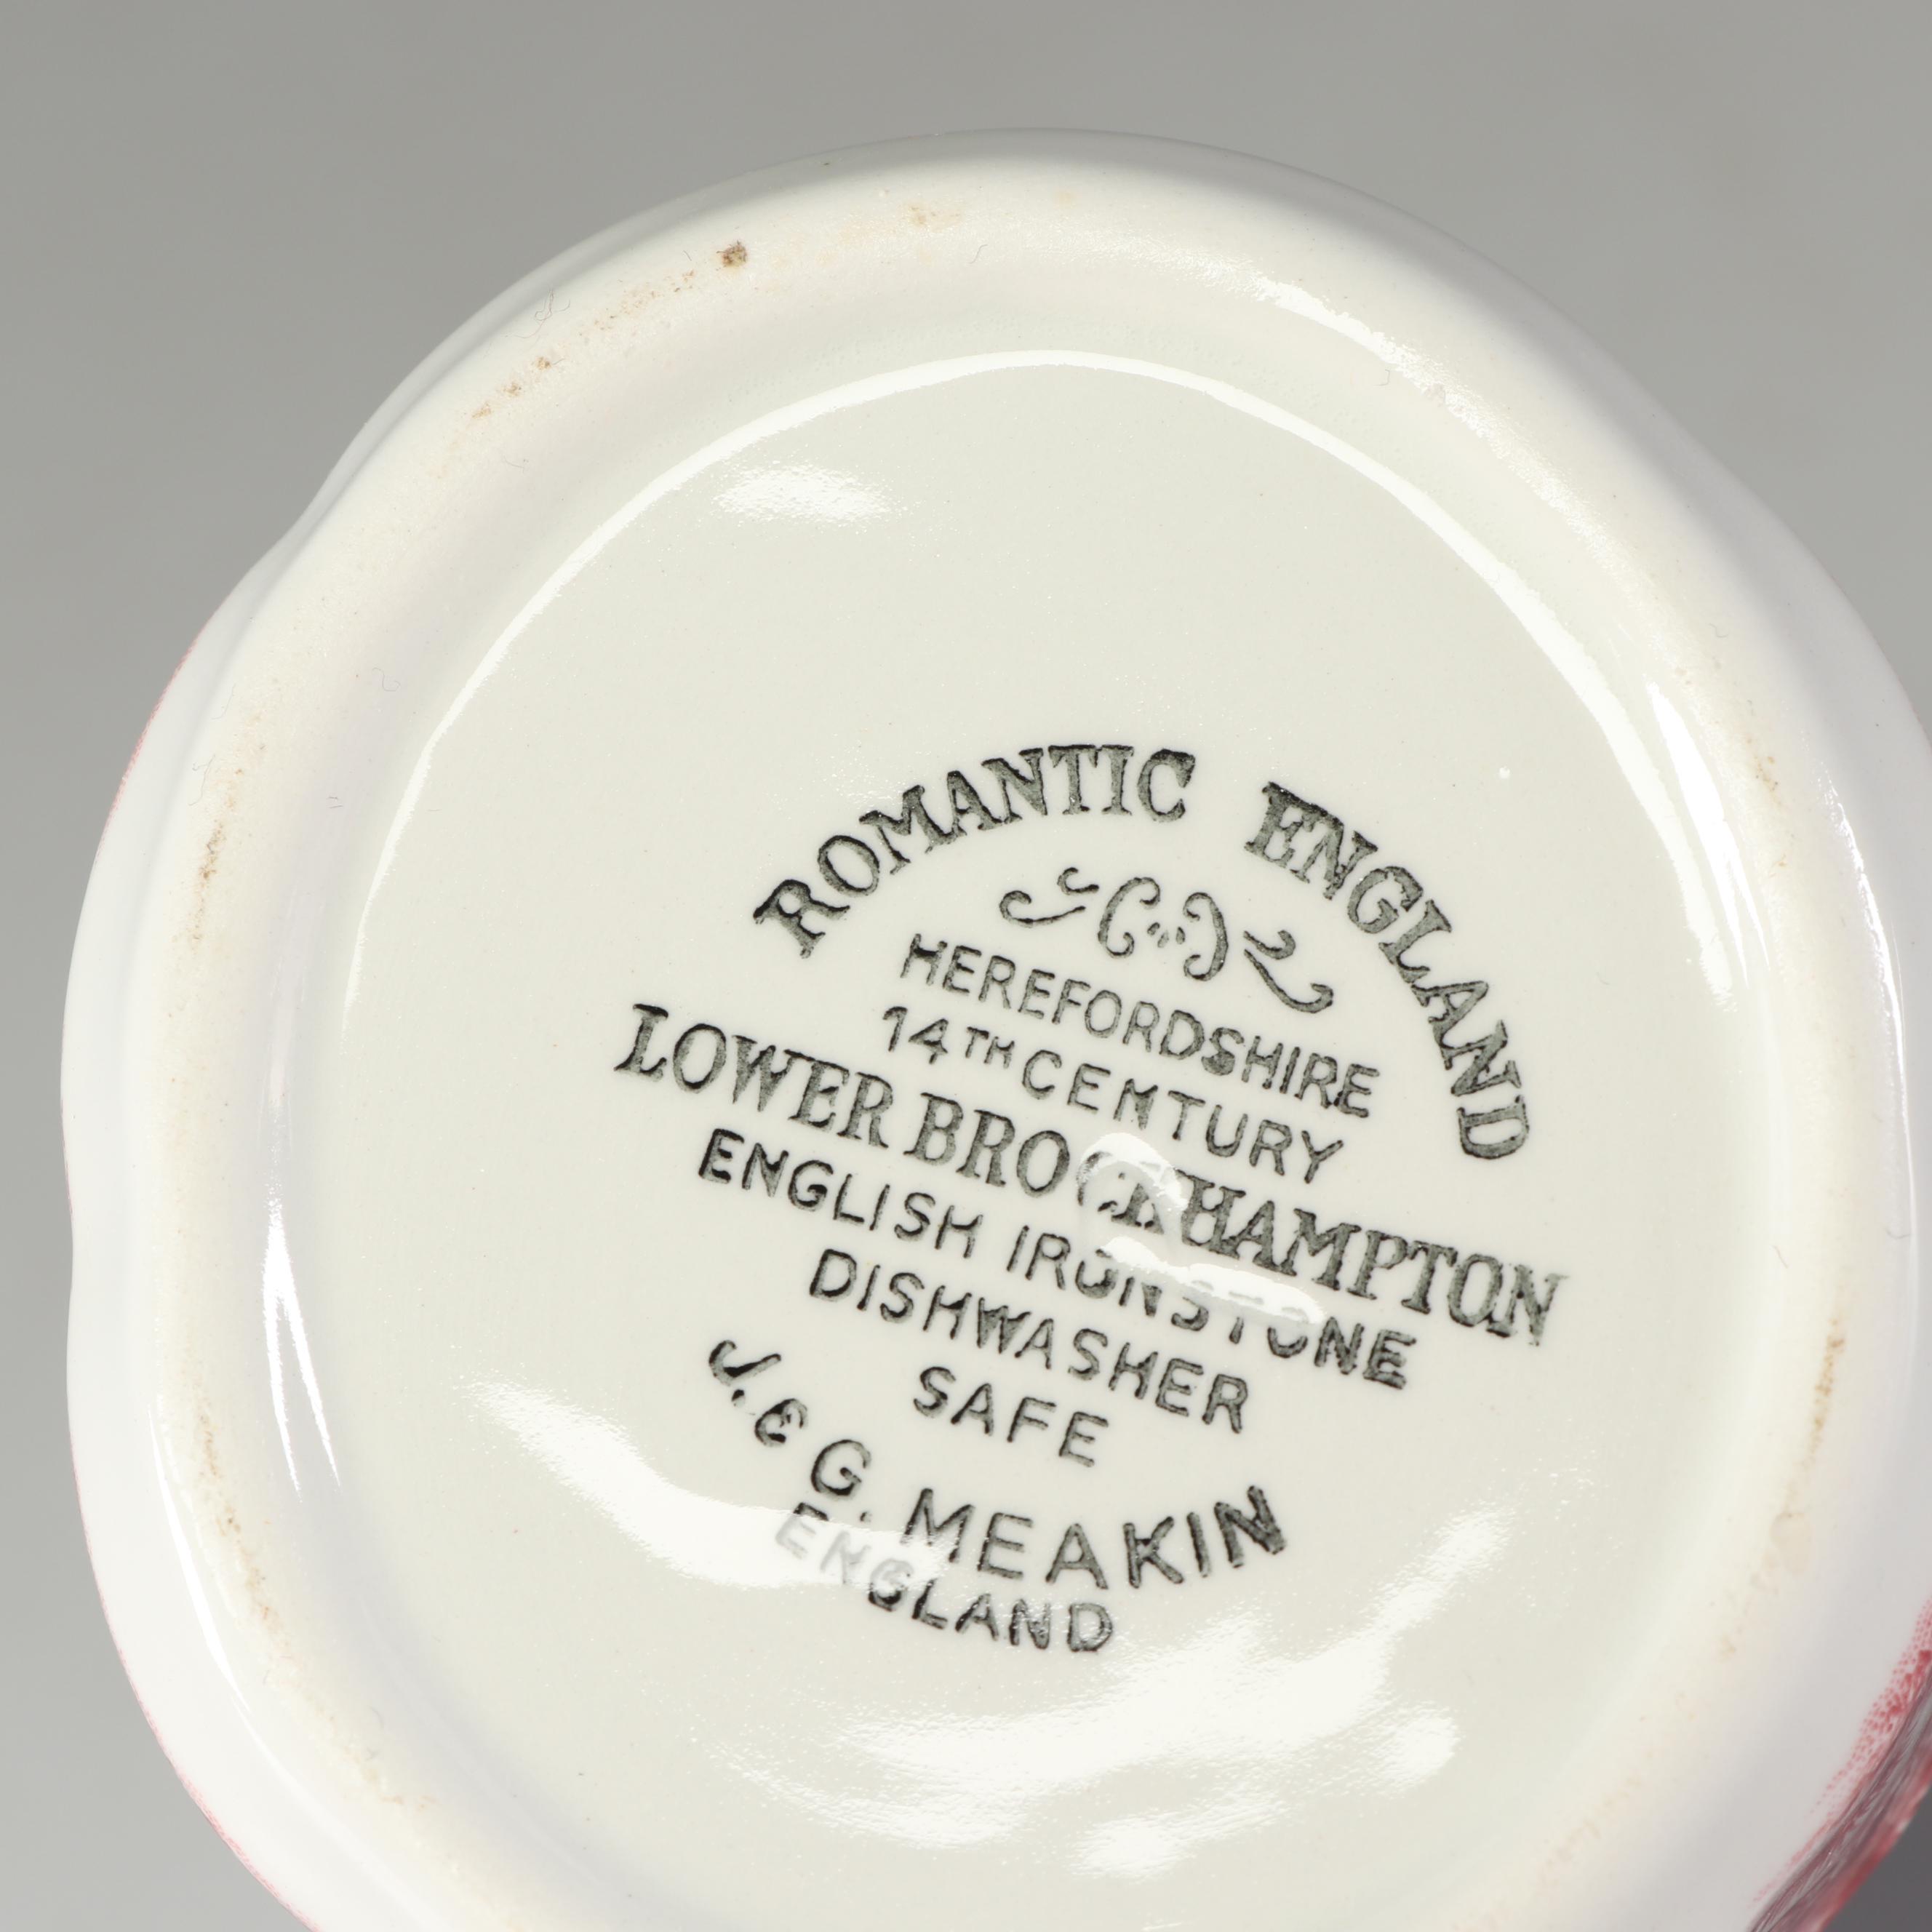 ROMANTIC ENGLAND
HEREFORDSHIRE
14TH CENTURY
LOWER BROCKHAMPTON
ENGLISH IRONSTONE
DISHWASHER
SAFE
J. & G. MEAKIN
ENGLAND